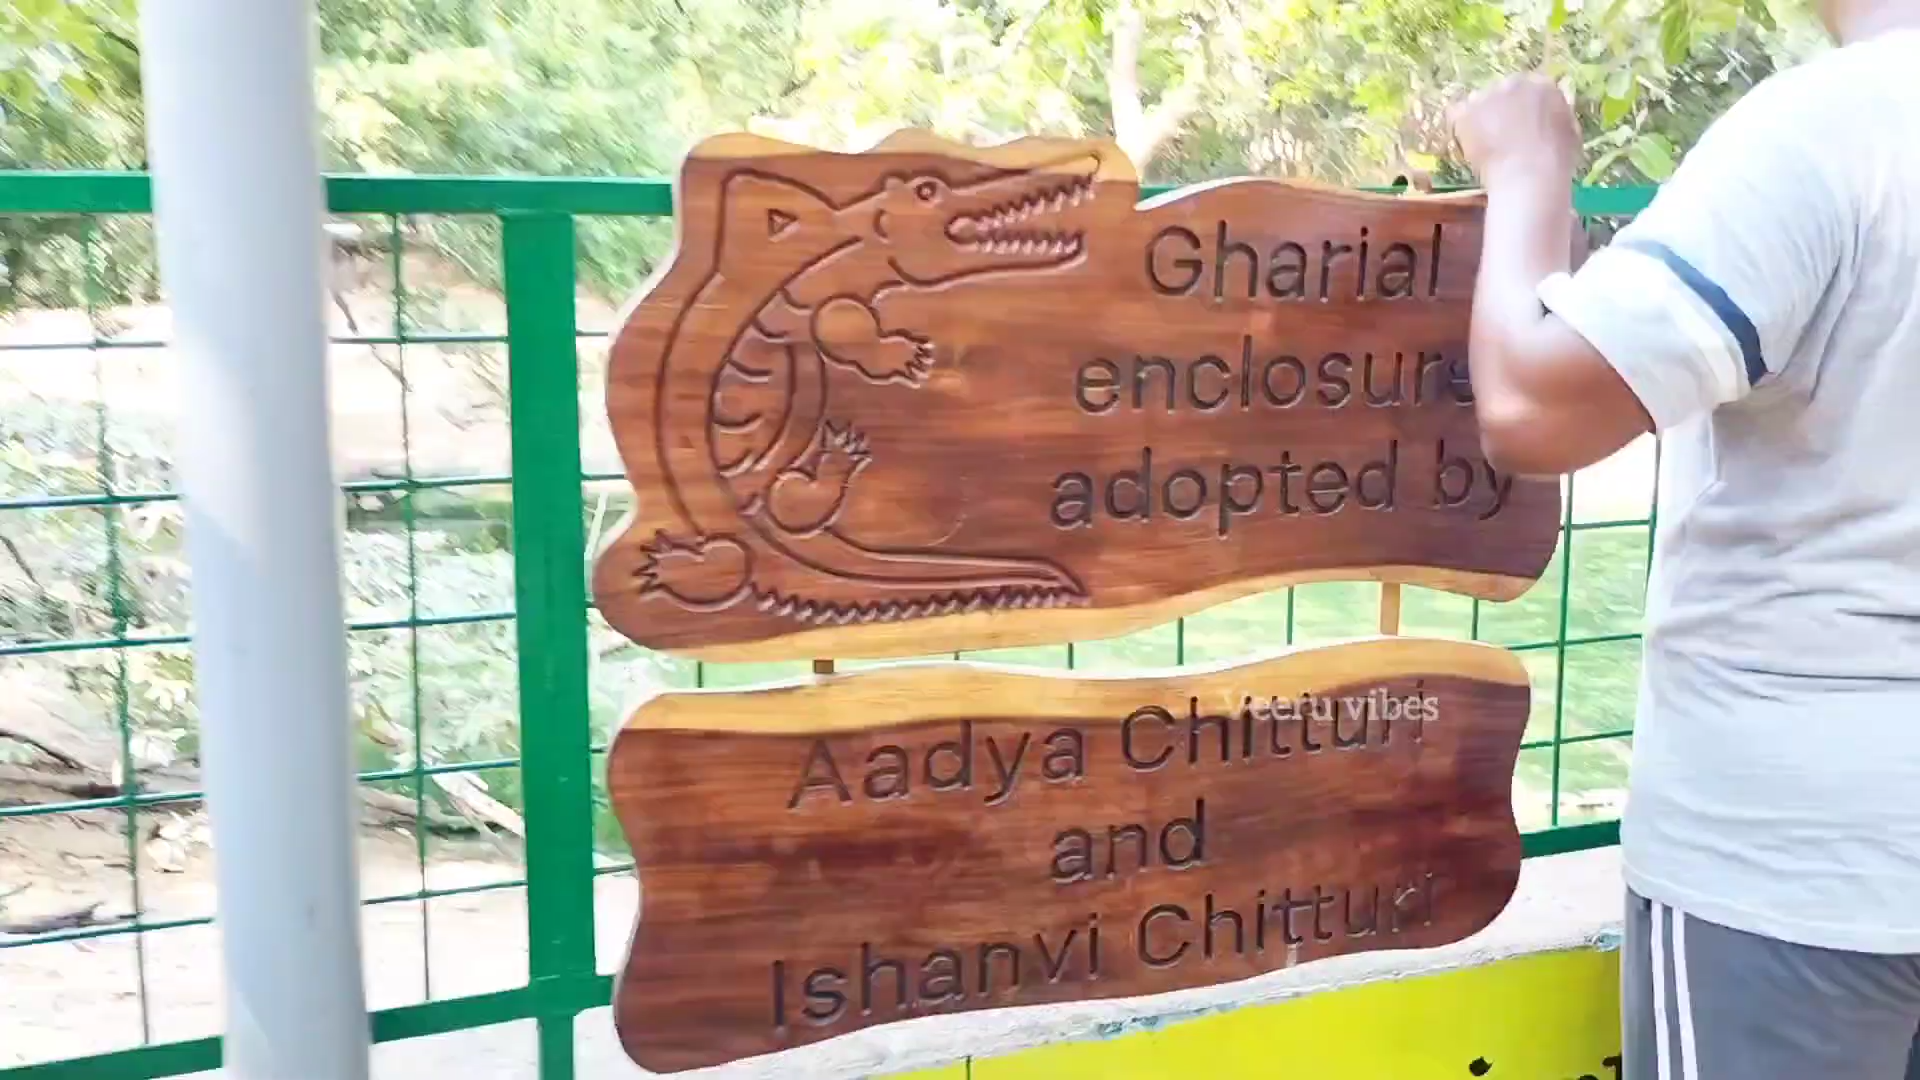 Gharial
enclosure
adopted by
Aadya Chitturi
and
Ishanvi Chitturi
Veeru vibes